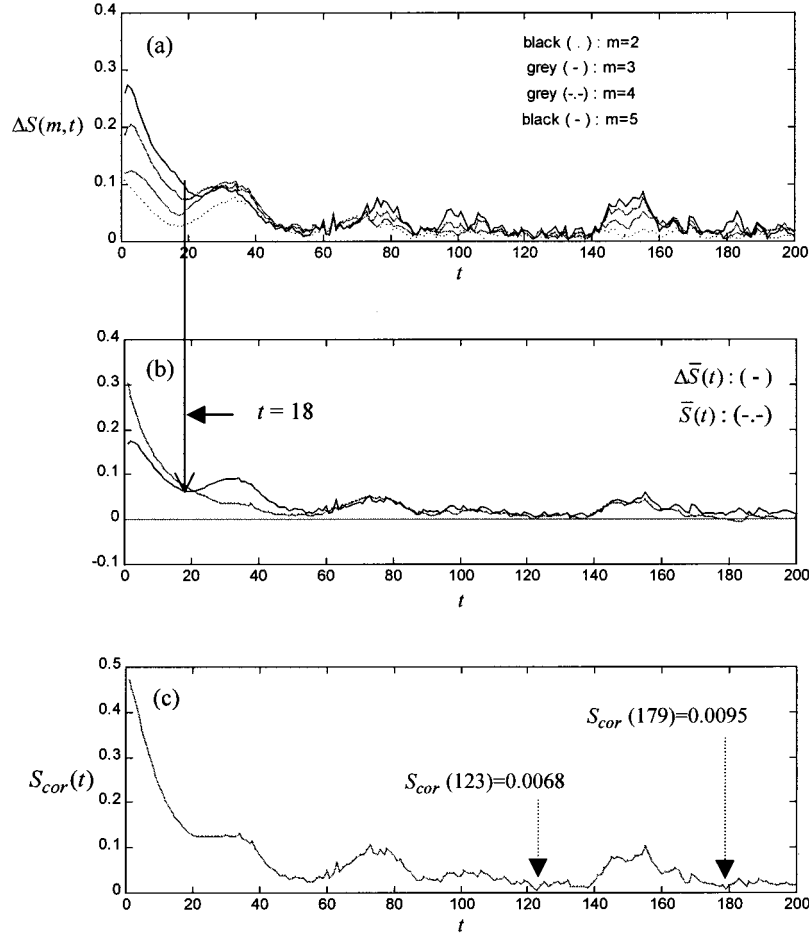 0.4
(a)
black ( . ) : m=2
grey ( - ) : m=3
grey (-.-) : m=4
black ( - ) : m=5
0.3
ΔS(m,t)
0.2
0.1
0
0 20 40 60 80 100 120 140 160 180 200
t
0.4
(b)
ΔS̅(t) : ( - )
S̅(t) : (-.-)
0.3
t = 18
0.2
0.1
0
-0.1
0 20 40 60 80 100 120 140 160 180 200
t
0.5
(c)
0.4
S_cor (179)=0.0095
0.3
S_cor(t)
S_cor (123)=0.0068
0.2
0.1
0
0 20 40 60 80 100 120 140 160 180 200
t